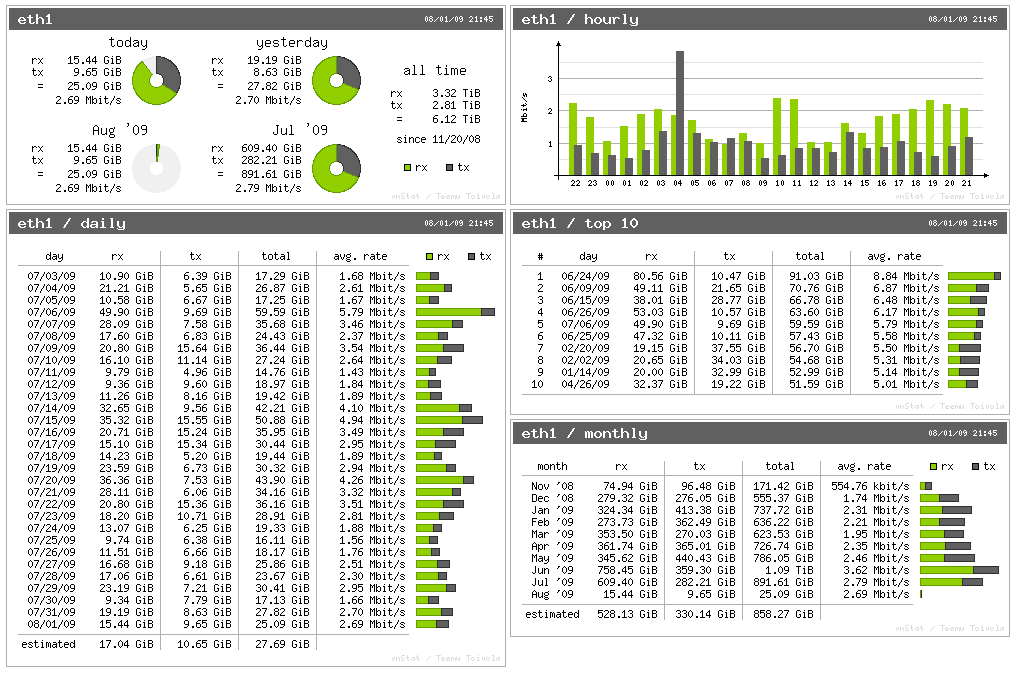 eth1 08/01/09 21:45
today
rx 15.44 GiB
tx 9.65 GiB
= 25.09 GiB
2.69 Mbit/s
yesterday
rx 19.19 GiB
tx 8.63 GiB
= 27.82 GiB
2.70 Mbit/s
Aug '09
rx 15.44 GiB
tx 9.65 GiB
= 25.09 GiB
2.69 Mbit/s
Jul '09
rx 609.40 GiB
tx 282.21 GiB
= 891.61 GiB
2.79 Mbit/s
all time
rx 3.32 TiB
tx 2.81 TiB
= 6.12 TiB
since 11/20/08
rx tx
vnStat / Teemu Toivola
eth1 / hourly 08/01/09 21:45
Mbit/s
3
2
1
22 23 00 01 02 03 04 05 06 07 08 09 10 11 12 13 14 15 16 17 18 19 20 21
vnStat / Teemu Toivola
eth1 / daily 08/01/09 21:45
day rx tx total avg. rate rx tx
07/03/09 10.90 GiB 6.39 GiB 17.29 GiB 1.68 Mbit/s
07/04/09 21.21 GiB 5.65 GiB 26.87 GiB 2.61 Mbit/s
07/05/09 10.58 GiB 6.67 GiB 17.25 GiB 1.67 Mbit/s
07/06/09 49.90 GiB 9.69 GiB 59.59 GiB 5.79 Mbit/s
07/07/09 28.09 GiB 7.58 GiB 35.68 GiB 3.46 Mbit/s
07/08/09 17.60 GiB 6.83 GiB 24.43 GiB 2.37 Mbit/s
07/09/09 20.80 GiB 15.64 GiB 36.44 GiB 3.54 Mbit/s
07/10/09 16.10 GiB 11.14 GiB 27.24 GiB 2.64 Mbit/s
07/11/09 9.79 GiB 4.96 GiB 14.76 GiB 1.43 Mbit/s
07/12/09 9.36 GiB 9.60 GiB 18.97 GiB 1.84 Mbit/s
07/13/09 11.26 GiB 8.16 GiB 19.42 GiB 1.89 Mbit/s
07/14/09 32.65 GiB 9.56 GiB 42.21 GiB 4.10 Mbit/s
07/15/09 35.32 GiB 15.55 GiB 50.88 GiB 4.94 Mbit/s
07/16/09 20.71 GiB 15.24 GiB 35.95 GiB 3.49 Mbit/s
07/17/09 15.10 GiB 15.34 GiB 30.44 GiB 2.95 Mbit/s
07/18/09 14.23 GiB 5.20 GiB 19.44 GiB 1.89 Mbit/s
07/19/09 23.59 GiB 6.73 GiB 30.32 GiB 2.94 Mbit/s
07/20/09 36.36 GiB 7.53 GiB 43.90 GiB 4.26 Mbit/s
07/21/09 28.11 GiB 6.06 GiB 34.16 GiB 3.32 Mbit/s
07/22/09 20.80 GiB 15.36 GiB 36.16 GiB 3.51 Mbit/s
07/23/09 18.20 GiB 10.71 GiB 28.91 GiB 2.81 Mbit/s
07/24/09 13.07 GiB 6.25 GiB 19.33 GiB 1.88 Mbit/s
07/25/09 9.74 GiB 6.38 GiB 16.11 GiB 1.56 Mbit/s
07/26/09 11.51 GiB 6.66 GiB 18.17 GiB 1.76 Mbit/s
07/27/09 16.68 GiB 9.18 GiB 25.86 GiB 2.51 Mbit/s
07/28/09 17.06 GiB 6.61 GiB 23.67 GiB 2.30 Mbit/s
07/29/09 23.19 GiB 7.21 GiB 30.41 GiB 2.95 Mbit/s
07/30/09 9.34 GiB 7.79 GiB 17.13 GiB 1.66 Mbit/s
07/31/09 19.19 GiB 8.63 GiB 27.82 GiB 2.70 Mbit/s
08/01/09 15.44 GiB 9.65 GiB 25.09 GiB 2.69 Mbit/s
estimated 17.04 GiB 10.65 GiB 27.69 GiB
vnStat / Teemu Toivola
eth1 / top 10 08/01/09 21:45
# day rx tx total avg. rate
1 06/24/09 80.56 GiB 10.47 GiB 91.03 GiB 8.84 Mbit/s
2 06/09/09 49.11 GiB 21.65 GiB 70.76 GiB 6.87 Mbit/s
3 06/15/09 38.01 GiB 28.77 GiB 66.78 GiB 6.48 Mbit/s
4 06/26/09 53.03 GiB 10.57 GiB 63.60 GiB 6.17 Mbit/s
5 07/06/09 49.90 GiB 9.69 GiB 59.59 GiB 5.79 Mbit/s
6 06/25/09 47.32 GiB 10.11 GiB 57.43 GiB 5.58 Mbit/s
7 02/20/09 19.15 GiB 37.55 GiB 56.70 GiB 5.50 Mbit/s
8 02/02/09 20.65 GiB 34.03 GiB 54.68 GiB 5.31 Mbit/s
9 01/14/09 20.00 GiB 32.99 GiB 52.99 GiB 5.14 Mbit/s
10 04/26/09 32.37 GiB 19.22 GiB 51.59 GiB 5.01 Mbit/s
vnStat / Teemu Toivola
eth1 / monthly 08/01/09 21:45
month rx tx total avg. rate rx tx
Nov '08 74.94 GiB 96.48 GiB 171.42 GiB 554.76 kbit/s
Dec '08 279.32 GiB 276.05 GiB 555.37 GiB 1.74 Mbit/s
Jan '09 324.34 GiB 413.38 GiB 737.72 GiB 2.31 Mbit/s
Feb '09 273.73 GiB 362.49 GiB 636.22 GiB 2.21 Mbit/s
Mar '09 353.50 GiB 270.03 GiB 623.53 GiB 1.95 Mbit/s
Apr '09 361.74 GiB 365.01 GiB 726.74 GiB 2.35 Mbit/s
May '09 345.62 GiB 440.43 GiB 786.05 GiB 2.46 Mbit/s
Jun '09 758.45 GiB 359.30 GiB 1.09 TiB 3.62 Mbit/s
Jul '09 609.40 GiB 282.21 GiB 891.61 GiB 2.79 Mbit/s
Aug '09 15.44 GiB 9.65 GiB 25.09 GiB 2.69 Mbit/s
estimated 528.13 GiB 330.14 GiB 858.27 GiB
vnStat / Teemu Toivola